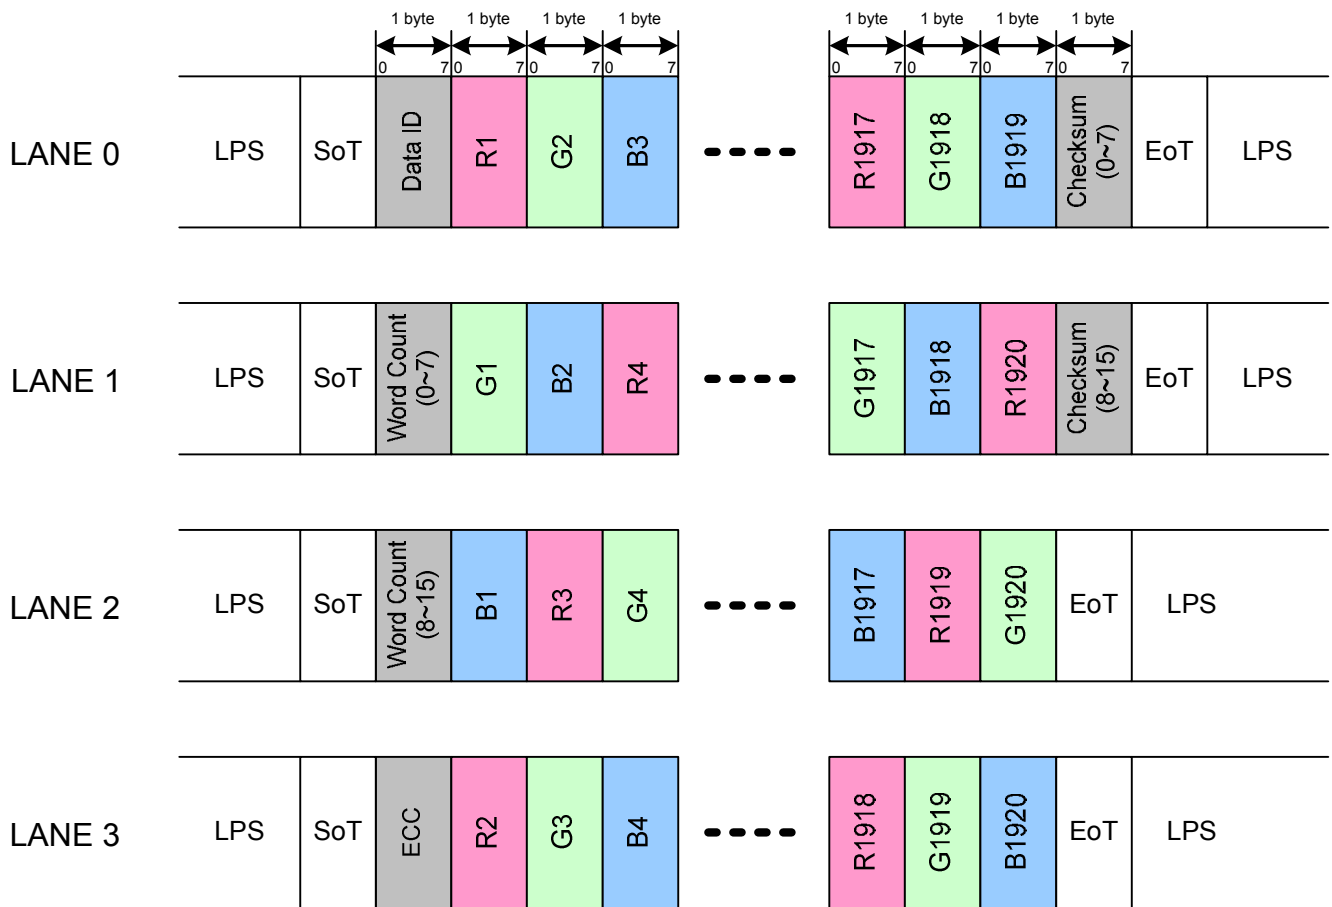 1 byte 1 byte 1 byte 1 byte 1 byte 1 byte 1 byte 1 byte
0 7 0 7 0 7 0 7 0 7 0 7 0 7 0 7
LANE 0 LPS SoT Data ID R1 G2 B3 R1917 G1918 B1919 Checksum EoT LPS
(0~7)
LANE 1 LPS SoT Word Count G1 B2 R4 G1917 B1918 R1920 Checksum EoT LPS
(0~7) (8~15)
LANE 2 LPS SoT Word Count B1 R3 G4 B1917 R1919 G1920 EoT LPS
(8~15)
LANE 3 LPS SoT ECC R2 G3 B4 R1918 G1919 B1920 EoT LPS